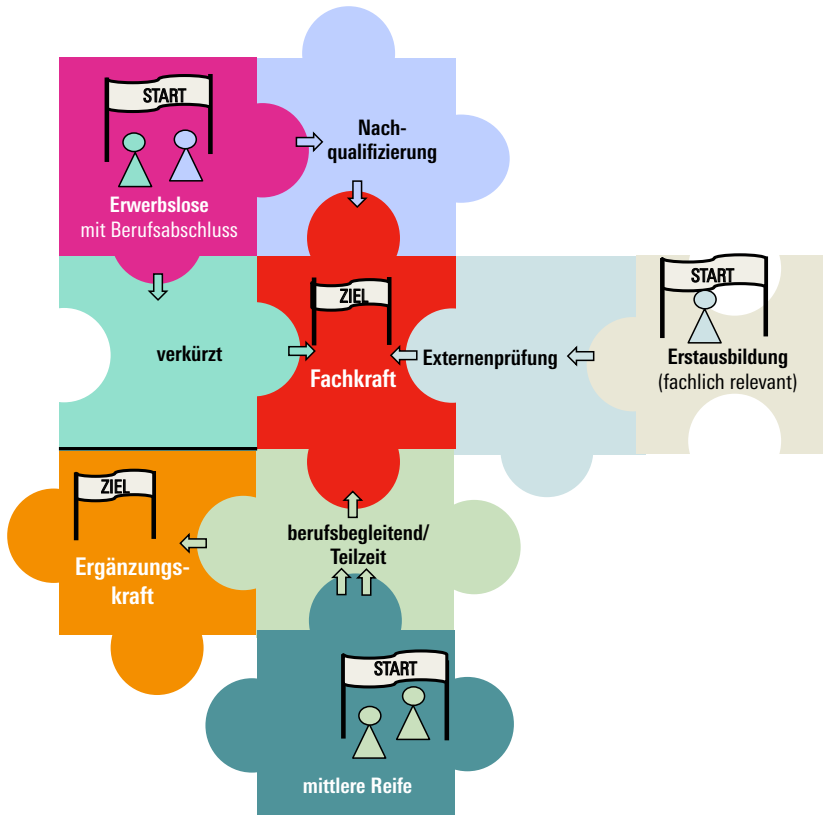 START
Erwerbslose
mit Berufsabschluss
Nach-
qualifizierung
verkürzt
ZIEL
Fachkraft
Externenprüfung
START
Erstausbildung
(fachlich relevant)
ZIEL
Ergänzungs-
kraft
berufsbegleitend/
Teilzeit
START
mittlere Reife